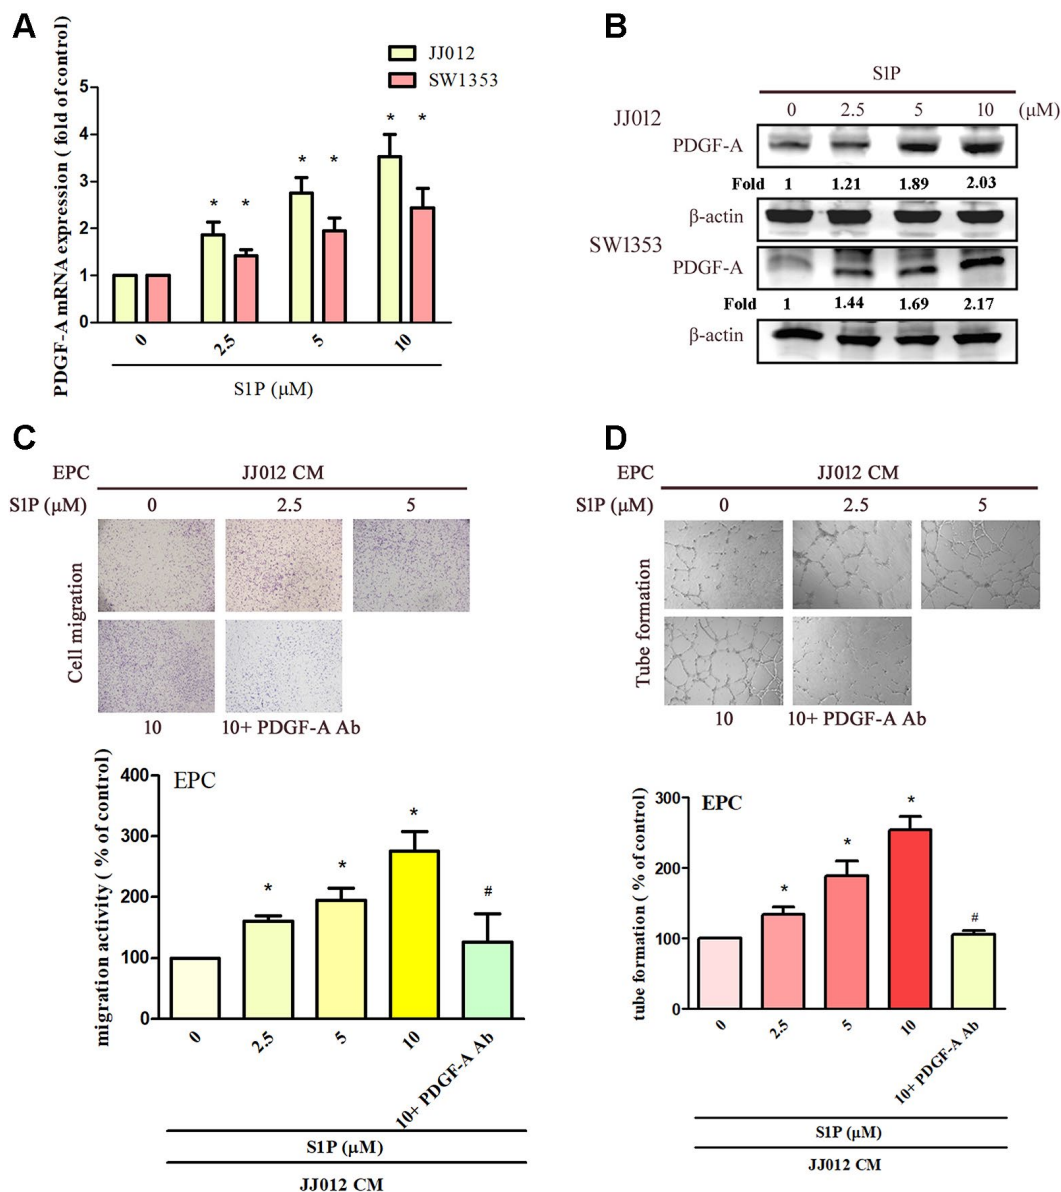 A
PDGF-A mRNA expression ( fold of control)
JJ012
SW1353
5
4
3
2
1
0
* * * * * *
0 2.5 5 10
S1P (μM)
B
S1P
0 2.5 5 10 (μM)
JJ012
PDGF-A
Fold 1 1.21 1.89 2.03
β-actin
SW1353
PDGF-A
Fold 1 1.44 1.69 2.17
β-actin
C
EPC JJ012 CM
S1P (μM) 0 2.5 5
Cell migration
10 10+ PDGF-A Ab
migration activity ( % of control)
EPC
400
300
200
100
0
* * * #
0 2.5 5 10 10+ PDGF-A Ab
S1P (μM)
JJ012 CM
D
EPC JJ012 CM
S1P (μM) 0 2.5 5
Tube formation
10 10+ PDGF-A Ab
tube formation ( % of control)
EPC
300
200
100
0
* * * #
0 2.5 5 10 10+ PDGF-A Ab
S1P (μM)
JJ012 CM